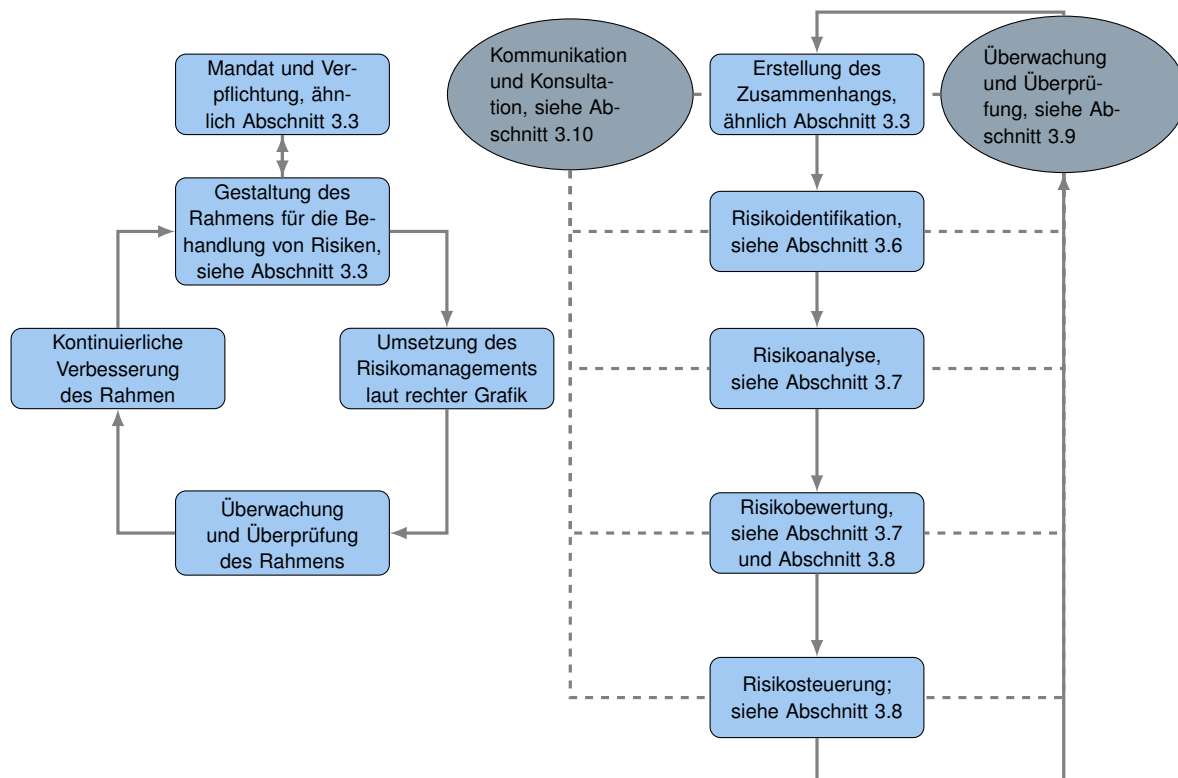 Mandat und Ver-
pflichtung, ähn-
lich Abschnitt 3.3
Gestaltung des
Rahmens für die Be-
handlung von Risiken,
siehe Abschnitt 3.3
Kontinuierliche
Verbesserung
des Rahmen
Umsetzung des
Risikomanagements
laut rechter Grafik
Überwachung
und Überprüfung
des Rahmens
Kommunikation
und Konsulta-
tion, siehe Ab-
schnitt 3.10
Erstellung des
Zusammenhangs,
ähnlich Abschnitt 3.3
Überwachung
und Überprü-
fung, siehe Ab-
schnitt 3.9
Risikoidentifikation,
siehe Abschnitt 3.6
Risikoanalyse,
siehe Abschnitt 3.7
Risikobewertung,
siehe Abschnitt 3.7
und Abschnitt 3.8
Risikosteuerung;
siehe Abschnitt 3.8